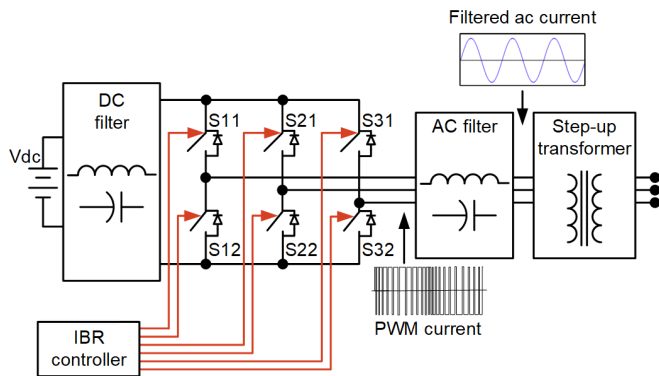 Filtered ac current
DC
filter
S11
S21
S31
AC filter
Step-up
transformer
Vdc
S12
S22
S32
PWM current
IBR
controller